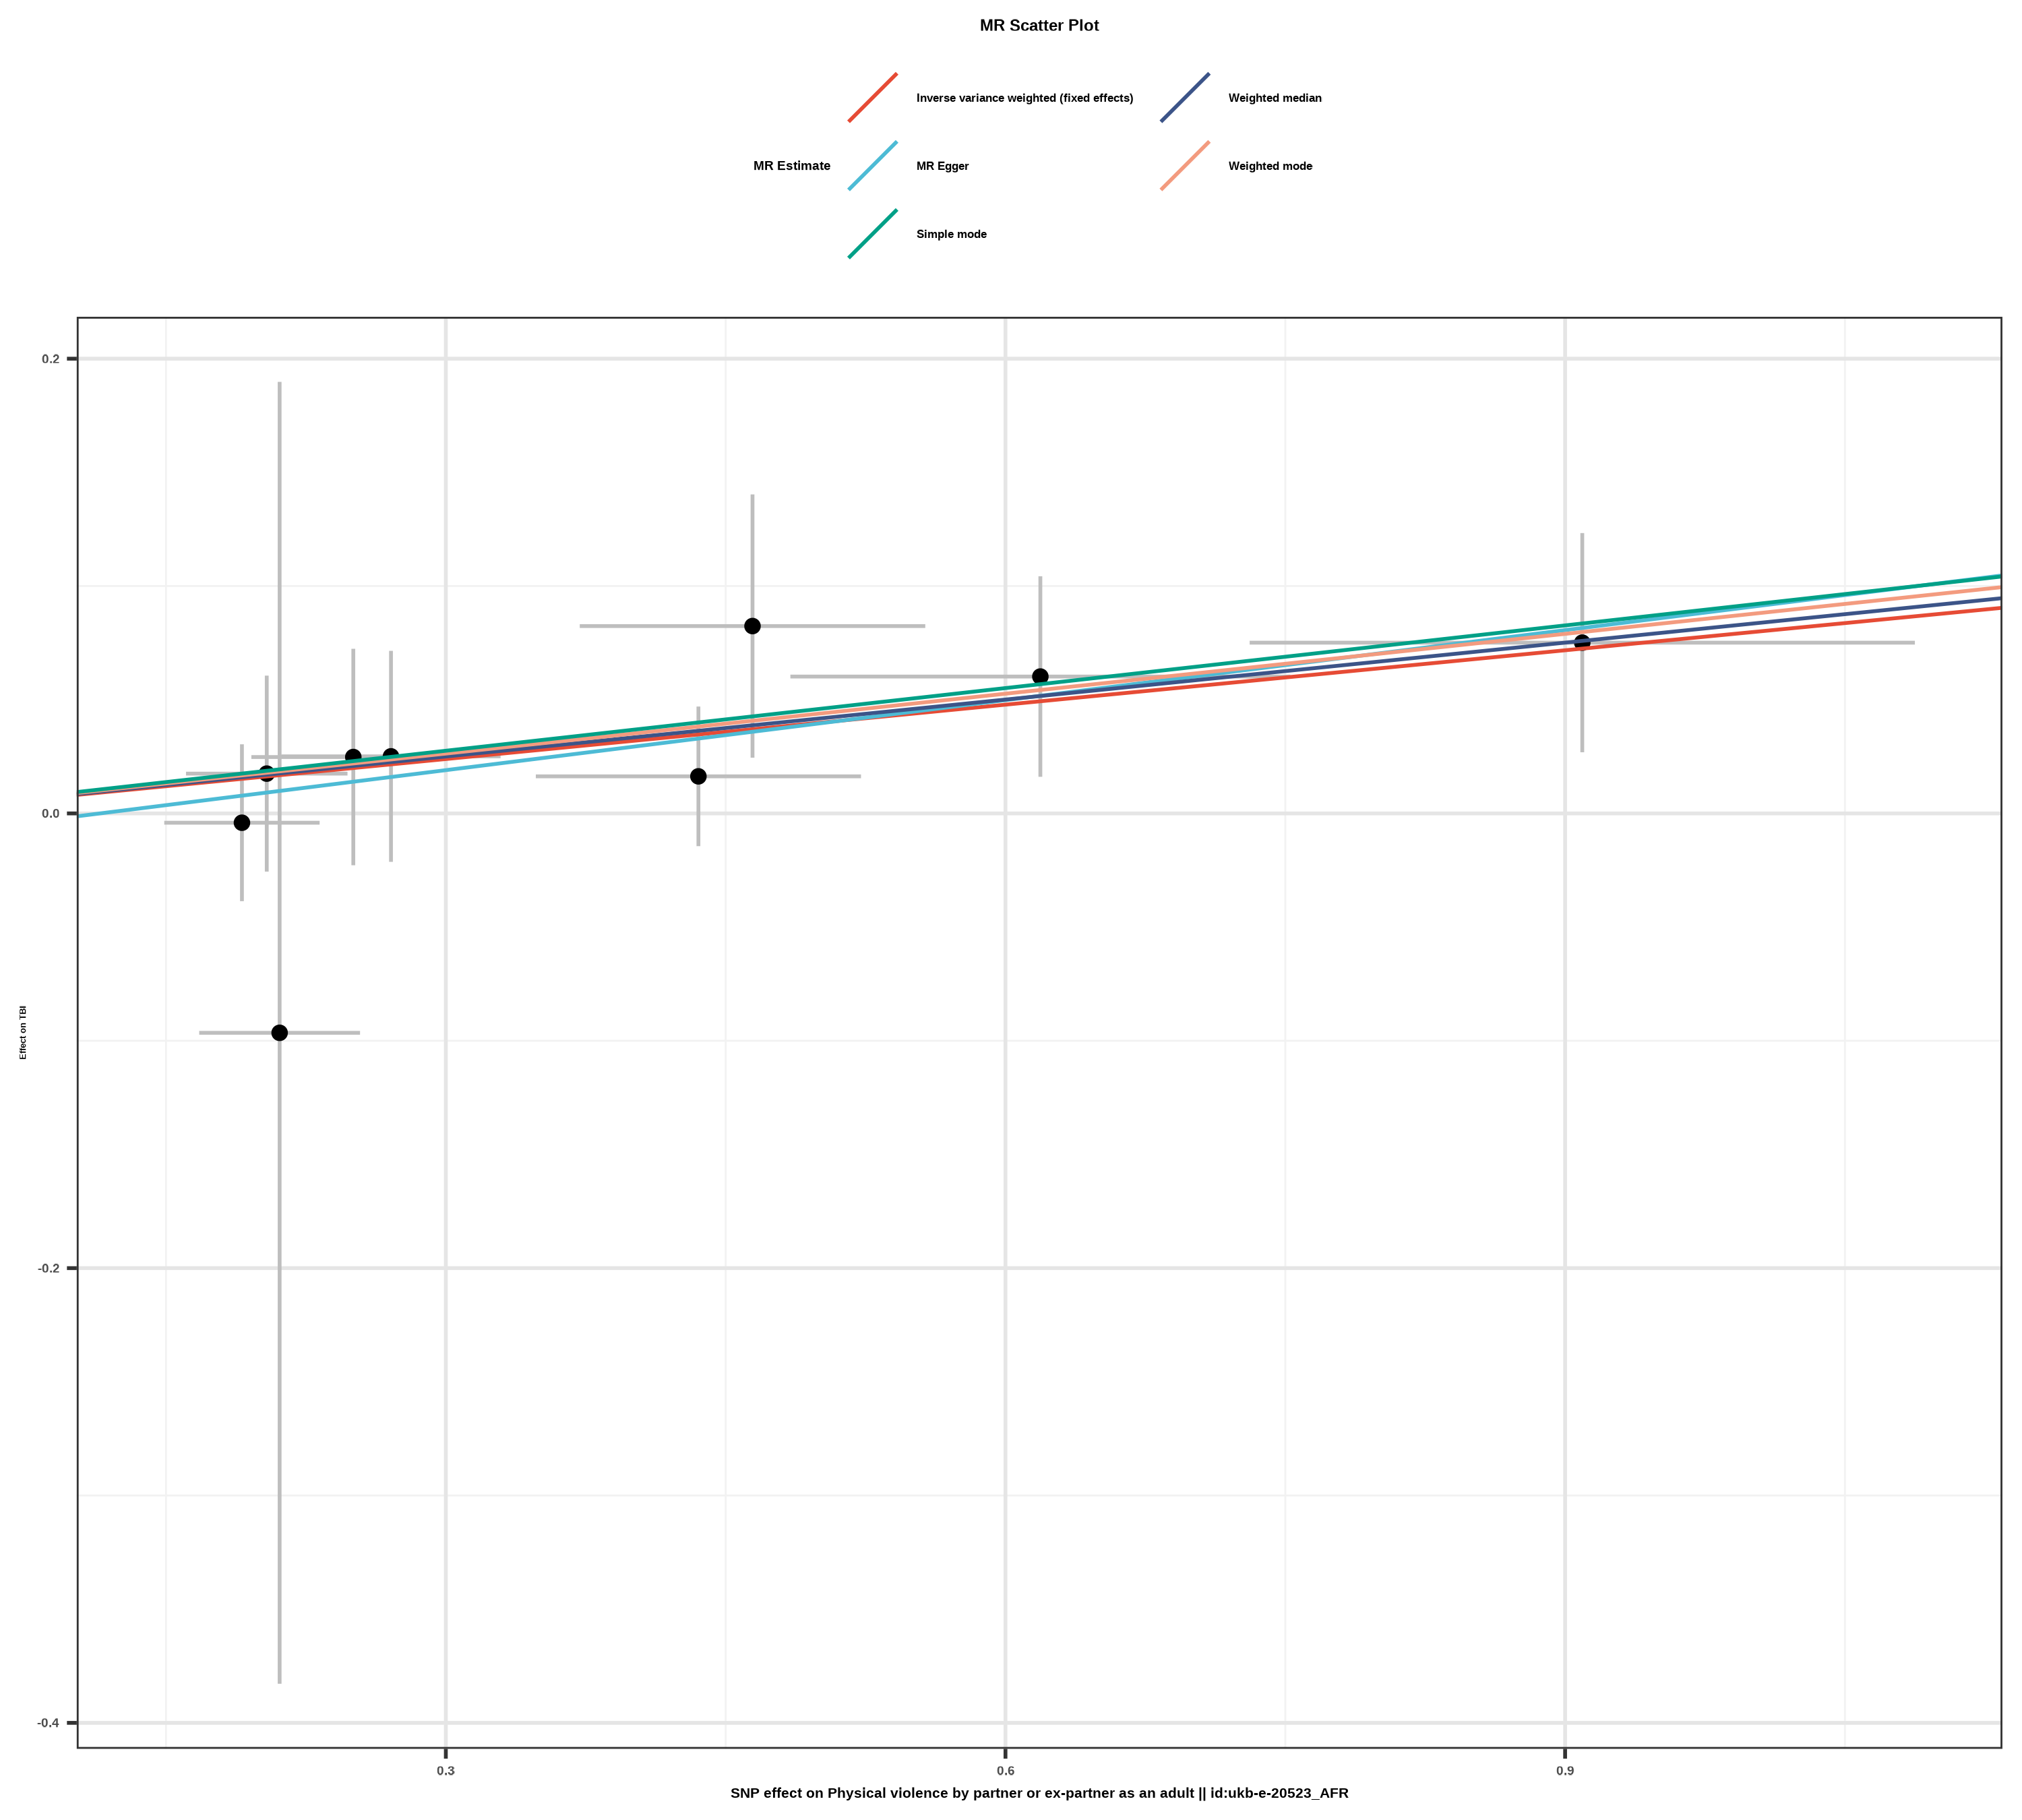 MR Scatter Plot
Inverse variance weighted (fixed effects)
Weighted median
MR Estimate
MR Egger
Weighted mode
Simple mode
0.2
0.0
-0.2
-0.4
Effect on TBI
0.3
0.6
0.9
SNP effect on Physical violence by partner or ex-partner as an adult || id:ukb-e-20523_AFR